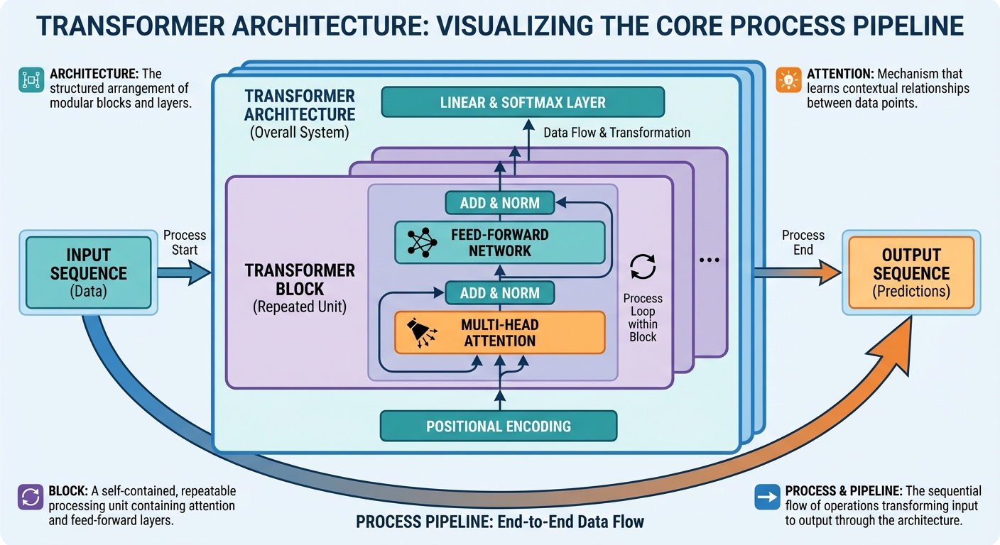 TRANSFORMER ARCHITECTURE: VISUALIZING THE CORE PROCESS PIPELINE
ARCHITECTURE: The
structured arrangement of
modular blocks and layers.
ATTENTION: Mechanism that
learns contextual relationships
between data points.
TRANSFORMER
ARCHITECTURE
(Overall System)
LINEAR & SOFTMAX LAYER
Data Flow & Transformation
INPUT
SEQUENCE
(Data)
Process
Start
TRANSFORMER
BLOCK
(Repeated Unit)
ADD & NORM
FEED-FORWARD
NETWORK
ADD & NORM
MULTI-HEAD
ATTENTION
Process
Loop
within
Block
...
POSITIONAL ENCODING
Process
End
OUTPUT
SEQUENCE
(Predictions)
BLOCK: A self-contained, repeatable
processing unit containing attention
and feed-forward layers.
PROCESS PIPELINE: End-to-End Data Flow
PROCESS & PIPELINE: The sequential
flow of operations transforming input
to output through the architecture.